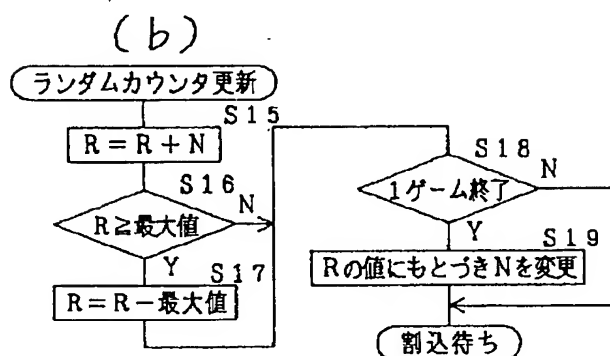 (b)
ランダムカウンタ更新
S15
R=R+N
S16
R≧最大値
N
Y
S17
R=R-最大値
S18
1ゲーム終了
N
Y
S19
Rの値にもとづきNを変更
割込待ち